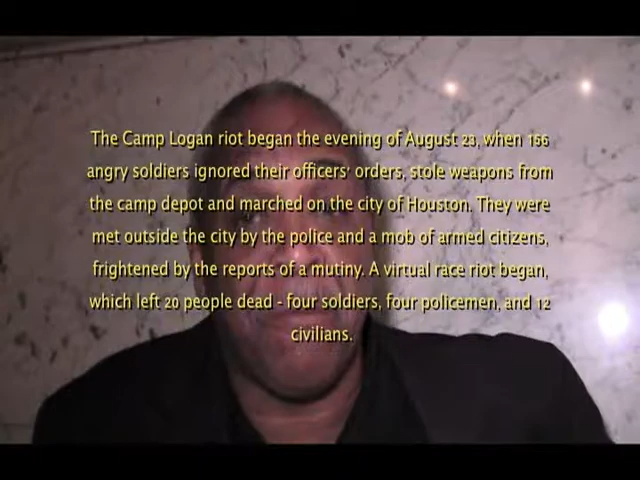 The Camp Logan riot began the evening of August 23, when 156
angry soldiers ignored their officers' orders, stole weapons from
the camp depot and marched on the city of Houston. They were
met outside the city by the police and a mob of armed citizens,
frightened by the reports of a mutiny. A virtual race riot began,
which left 20 people dead - four soldiers, four policemen, and 12
civilians.